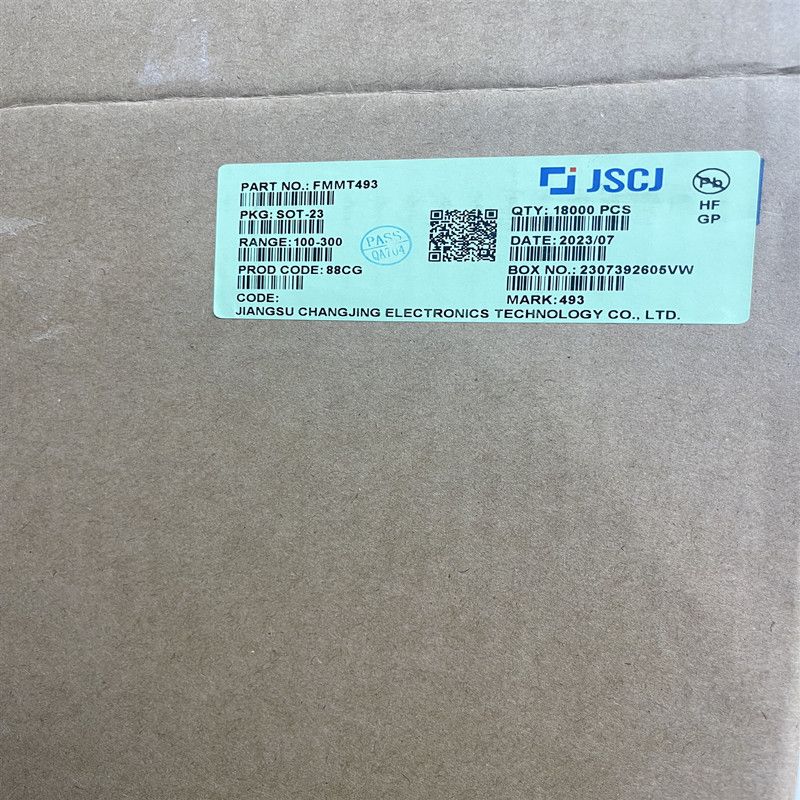 PART NO.: FMMT493
PKG: SOT-23
RANGE: 100-300
PROD CODE: 88CG
CODE:
PASS
QA704
JSCJ
Pb
HF
GP
QTY: 18000 PCS
DATE: 2023/07
BOX NO.: 2307392605VW
MARK: 493
JIANGSU CHANGJING ELECTRONICS TECHNOLOGY CO., LTD.